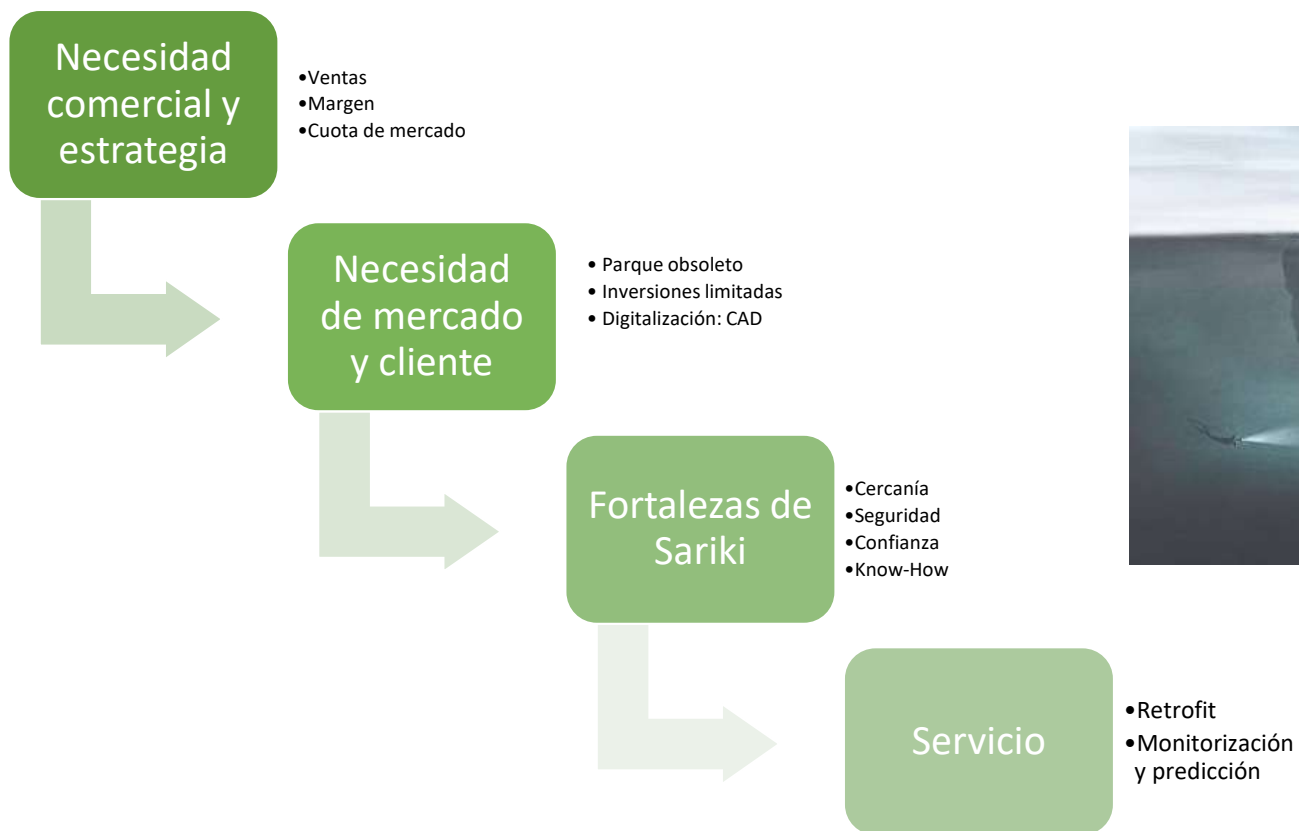 Necesidad
comercial y
estrategia
•Ventas
•Margen
•Cuota de mercado
Necesidad
de mercado
y cliente
• Parque obsoleto
• Inversiones limitadas
• Digitalización: CAD
Fortalezas de
Sariki
•Cercanía
•Seguridad
•Confianza
•Know-How
Servicio
•Retrofit
•Monitorización
y predicción